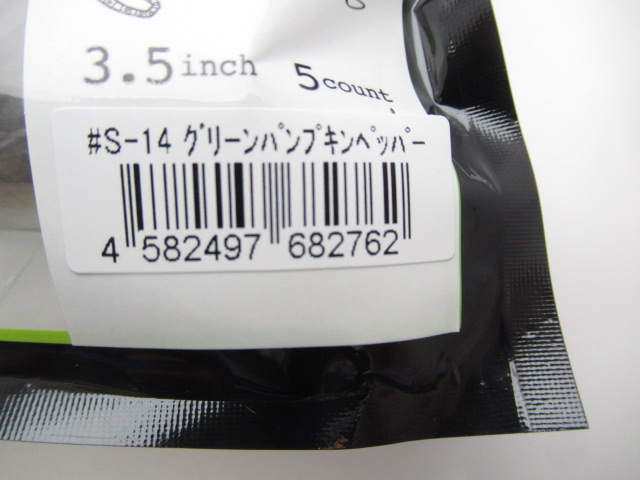 3.5inch
5count
#S-14 ｸﾞﾘｰﾝﾊﾟﾝﾌﾟｷﾝﾍﾟｯﾊﾟｰ
4 582497 682762